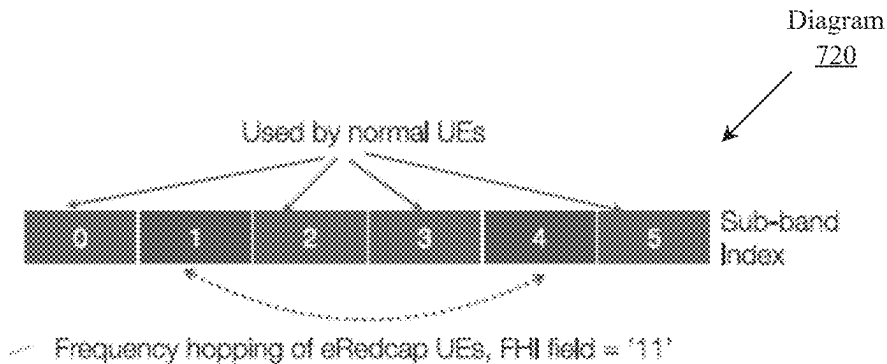 Diagram
720
Used by normal UEs
0 1 2 3 4 5
Sub-band
Index
Frequency hopping of eRedcap UEs, FHI field = '11'